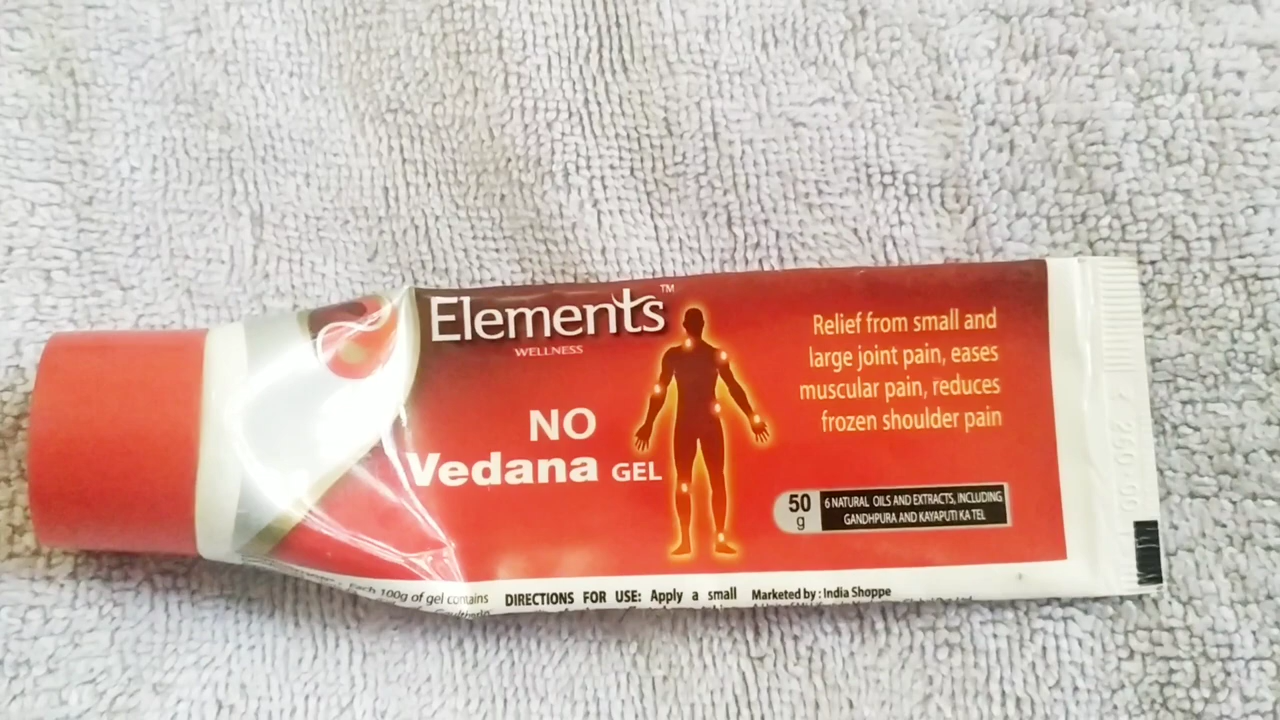 Elements™
WELLNESS
NO
Vedana GEL
Relief from small and
large joint pain, eases
muscular pain, reduces
frozen shoulder pain
50
g
6 NATURAL OILS AND EXTRACTS, INCLUDING
GANDHPURA AND KAYAPUTI KA TEL
Each 100g of gel contains
DIRECTIONS FOR USE: Apply a small
Marketed by : India Shoppe